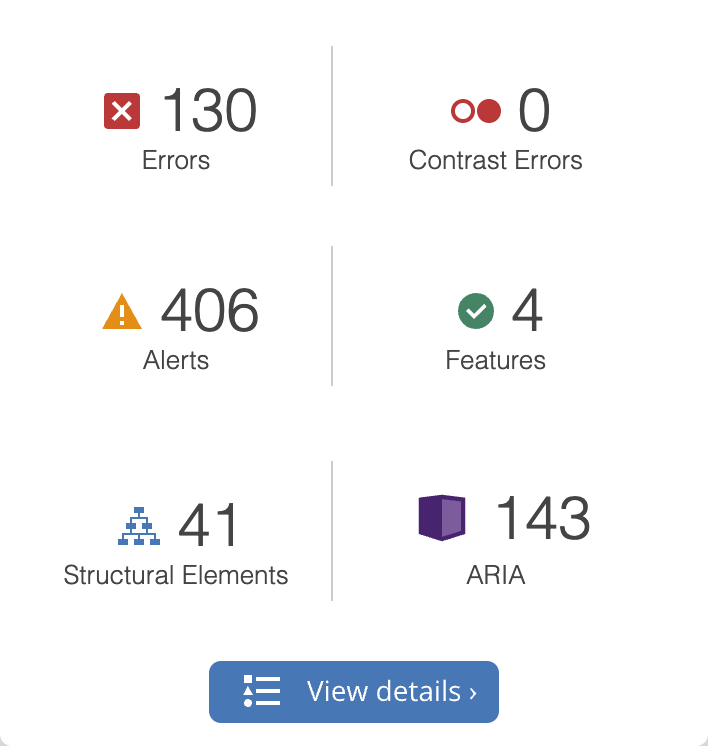 130
Errors
0
Contrast Errors
406
Alerts
4
Features
41
Structural Elements
143
ARIA
View details ›